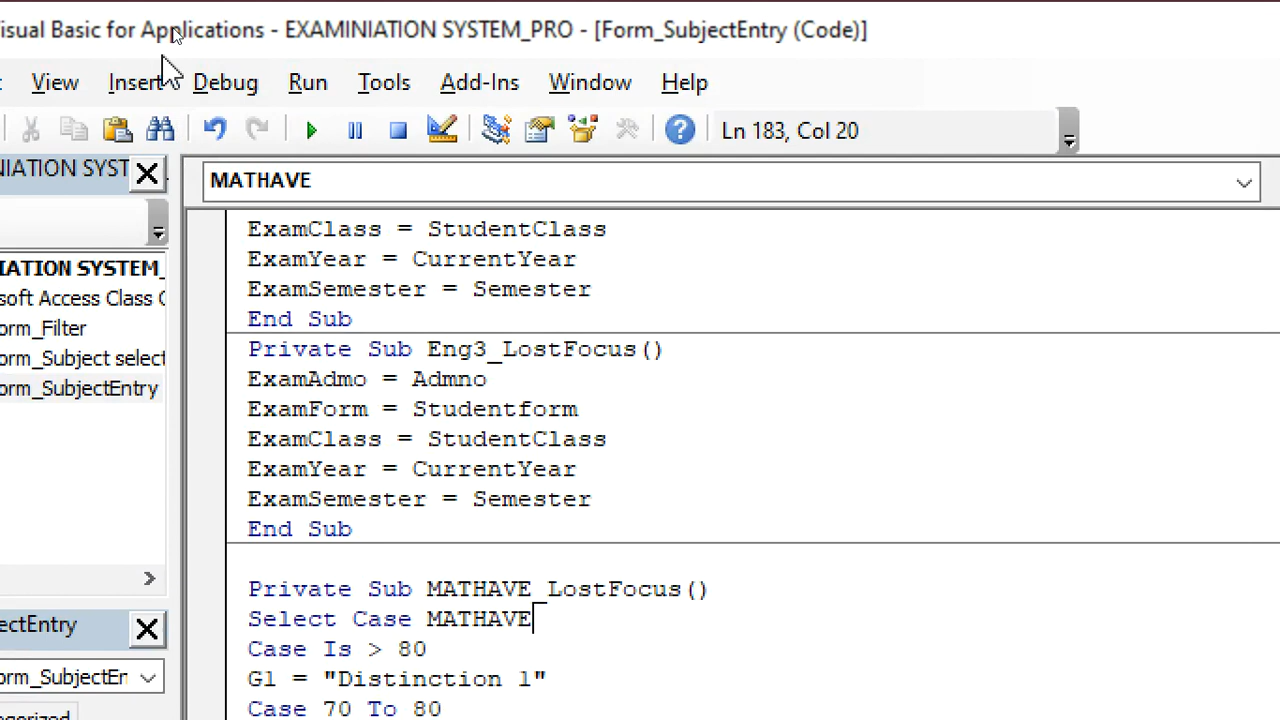 isual Basic for Applications - EXAMINIATION SYSTEM_PRO - [Form_SubjectEntry (Code)]
View Insert Debug Run Tools Add-Ins Window Help
Ln 183, Col 20
NIATION SYST
MATHAVE
IATION SYSTEM_
soft Access Class
orm_Filter
orm_Subject select
orm_SubjectEntry
ExamClass = StudentClass
ExamYear = CurrentYear
ExamSemester = Semester
End Sub
Private Sub Eng3_LostFocus()
ExamAdmo = Admno
ExamForm = Studentform
ExamClass = StudentClass
ExamYear = CurrentYear
ExamSemester = Semester
End Sub
Private Sub MATHAVE_LostFocus()
Select Case MATHAVE
Case Is > 80
G1 = "Distinction 1"
Case 70 To 80
ectEntry
orm_SubjectEn
egorized